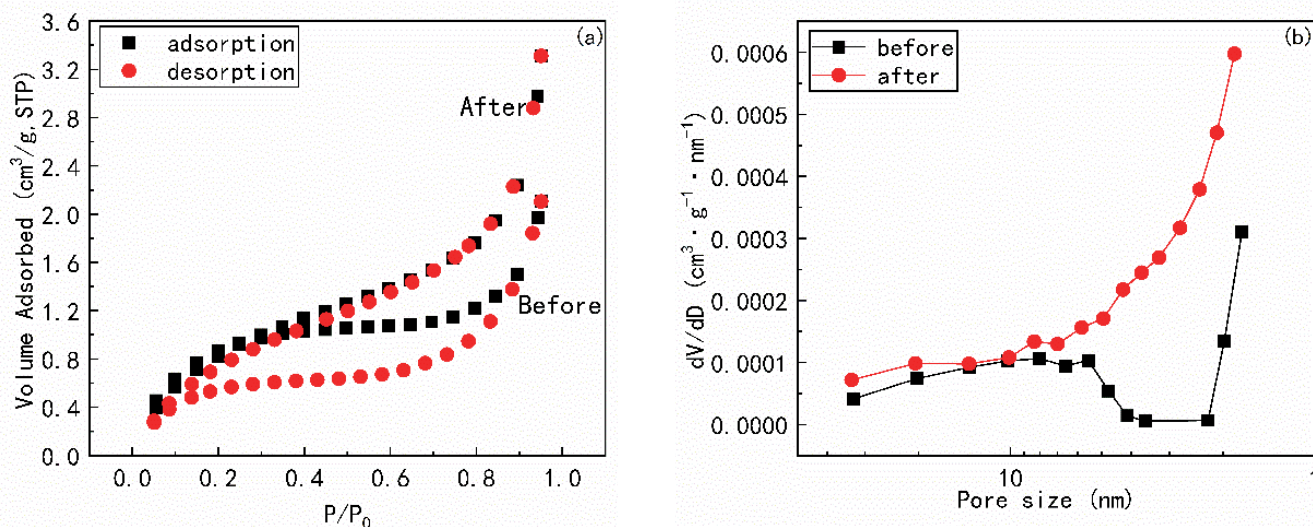 (a)
adsorption
desorption
After
Before
Volume Adsorbed (cm³/g,STP)
3.6
3.2
2.8
2.4
2.0
1.6
1.2
0.8
0.4
0.0
0.0 0.2 0.4 0.6 0.8 1.0
P/P₀
(b)
before
after
dV/dD (cm³·g⁻¹·nm⁻¹)
0.0006
0.0005
0.0004
0.0003
0.0002
0.0001
0.0000
10
Pore size (nm)